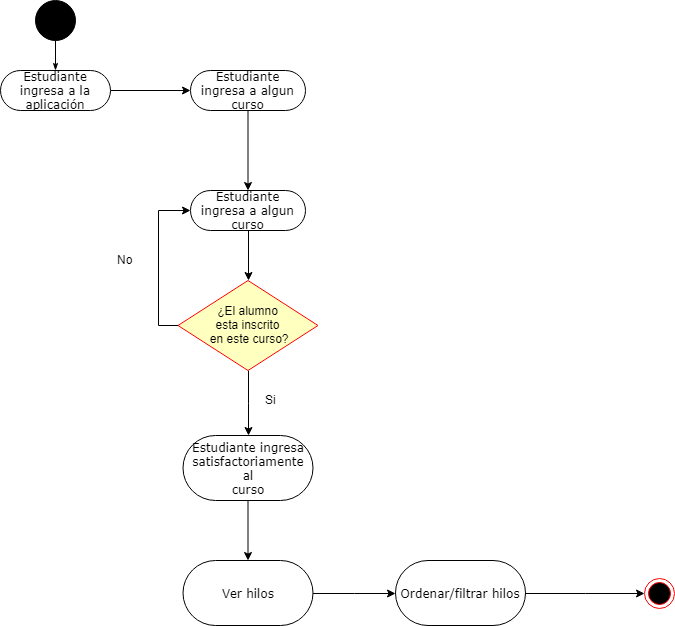 Estudiante
ingresa a la
aplicación
Estudiante
ingresa a algun
curso
Estudiante
ingresa a algun
curso
No
¿El alumno
esta inscrito
en este curso?
Si
Estudiante ingresa
satisfactoriamente
al
curso
Ver hilos
Ordenar/filtrar hilos